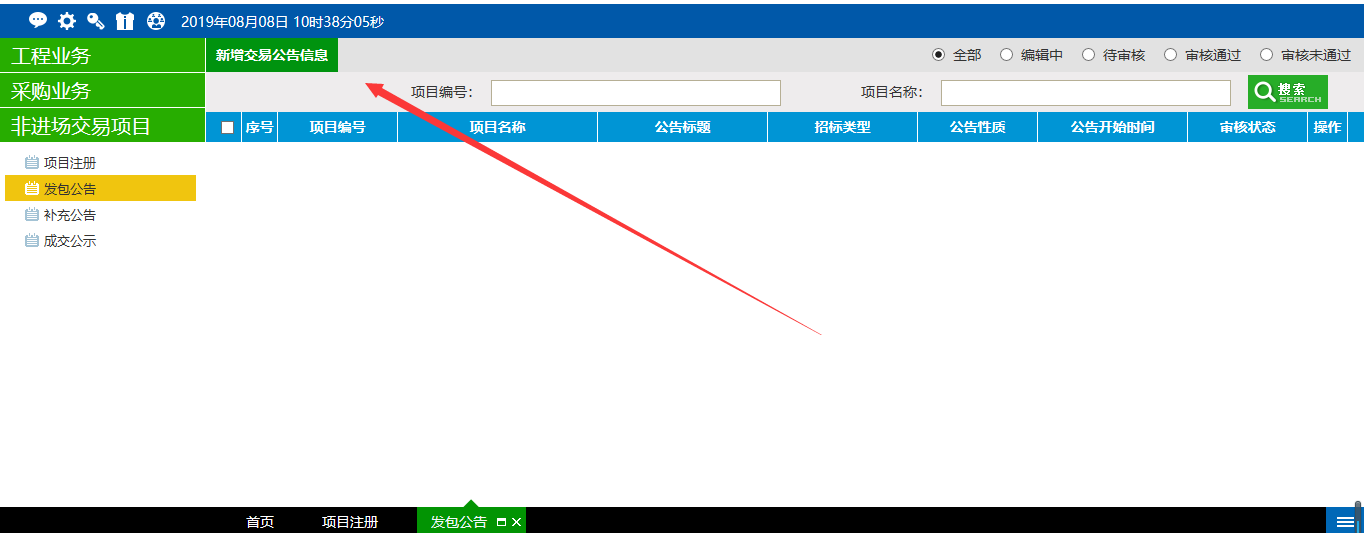 2019年08月08日 10时38分05秒
工程业务
新增交易公告信息
全部 编辑中 待审核 审核通过 审核未通过
采购业务
项目编号： 项目名称： 搜索 SEARCH
非进场交易项目
序号 项目编号 项目名称 公告标题 招标类型 公告性质 公告开始时间 审核状态 操作
项目注册
发包公告
补充公告
成交公示
首页 项目注册 发包公告